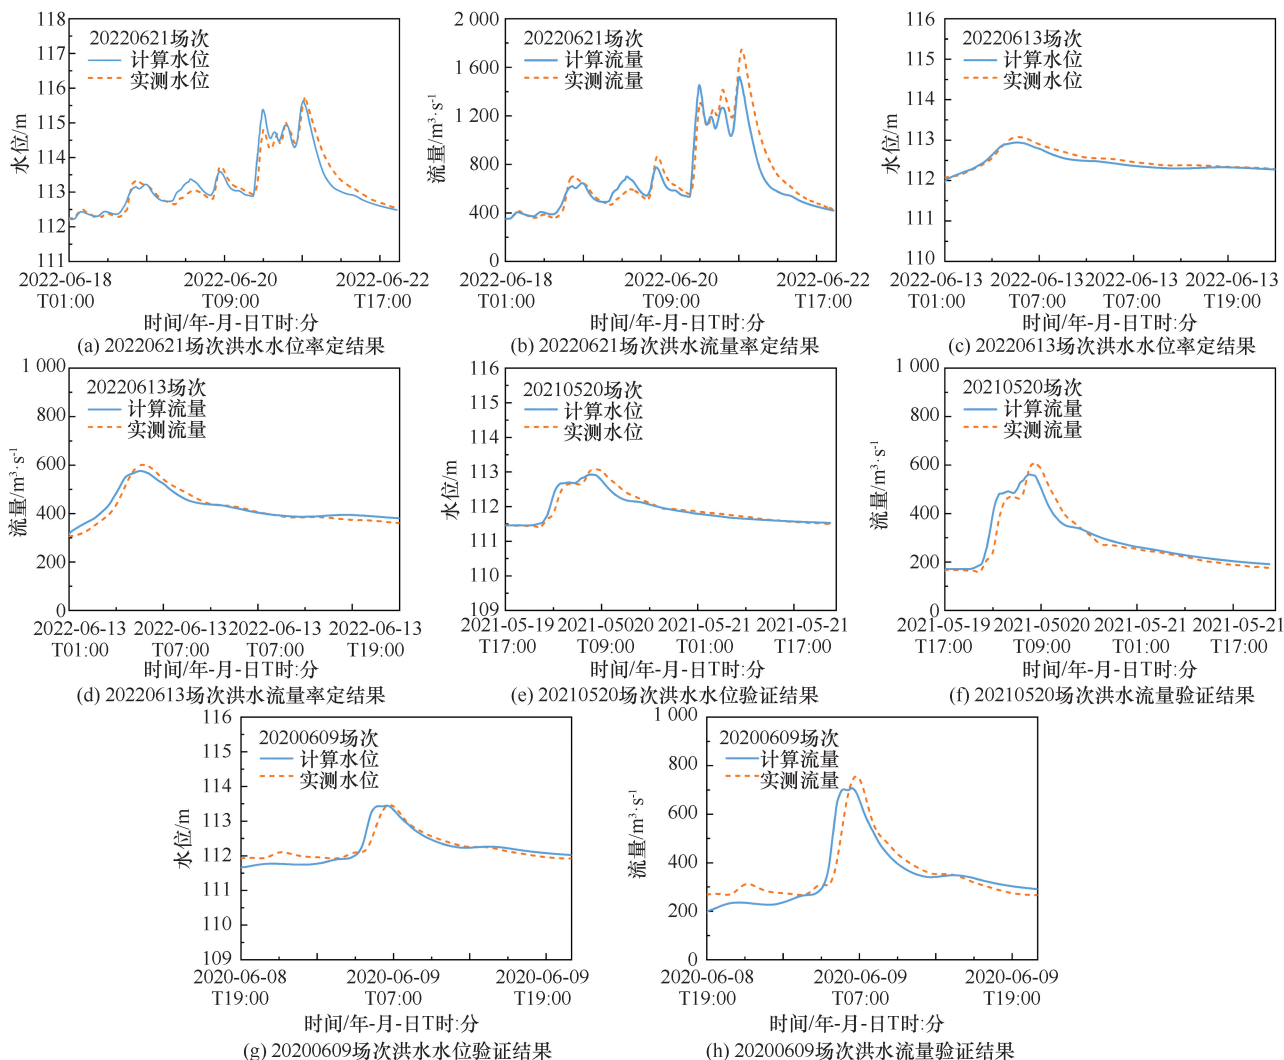 118
117
116
115
114
113
112
111
水位/m
20220621场次
计算水位
实测水位
2022-06-18
T01:00
2022-06-20
T09:00
2022-06-22
T17:00
时间/年-月-日T时:分
(a) 20220621场次洪水水位率定结果
2 000
1 600
1 200
800
400
0
流量/m³·s⁻¹
20220621场次
计算流量
实测流量
2022-06-18
T01:00
2022-06-20
T09:00
2022-06-22
T17:00
时间/年-月-日T时:分
(b) 20220621场次洪水流量率定结果
116
115
114
113
112
111
110
水位/m
20220613场次
计算水位
实测水位
2022-06-13
T01:00
2022-06-13
T07:00
2022-06-13
T07:00
2022-06-13
T19:00
时间/年-月-日T时:分
(c) 20220613场次洪水水位率定结果
1 000
800
600
400
200
0
流量/m³·s⁻¹
20220613场次
计算流量
实测流量
2022-06-13
T01:00
2022-06-13
T07:00
2022-06-13
T07:00
2022-06-13
T19:00
时间/年-月-日T时:分
(d) 20220613场次洪水流量率定结果
116
115
114
113
112
111
110
109
水位/m
20210520场次
计算水位
实测水位
2021-05-19
T17:00
2021-05020
T09:00
2021-05-21
T01:00
2021-05-21
T17:00
时间/年-月-日T时:分
(e) 20210520场次洪水水位验证结果
1 000
800
600
400
200
0
流量/m³·s⁻¹
20210520场次
计算流量
实测流量
2021-05-19
T17:00
2021-05020
T09:00
2021-05-21
T01:00
2021-05-21
T17:00
时间/年-月-日T时:分
(f) 20210520场次洪水流量验证结果
116
115
114
113
112
111
110
109
水位/m
20200609场次
计算水位
实测水位
2020-06-08
T19:00
2020-06-09
T07:00
2020-06-09
T19:00
时间/年-月-日T时:分
(g) 20200609场次洪水水位验证结果
1 000
800
600
400
200
0
流量/m³·s⁻¹
20200609场次
计算流量
实测流量
2020-06-08
T19:00
2020-06-09
T07:00
2020-06-09
T19:00
时间/年-月-日T时:分
(h) 20200609场次洪水流量验证结果